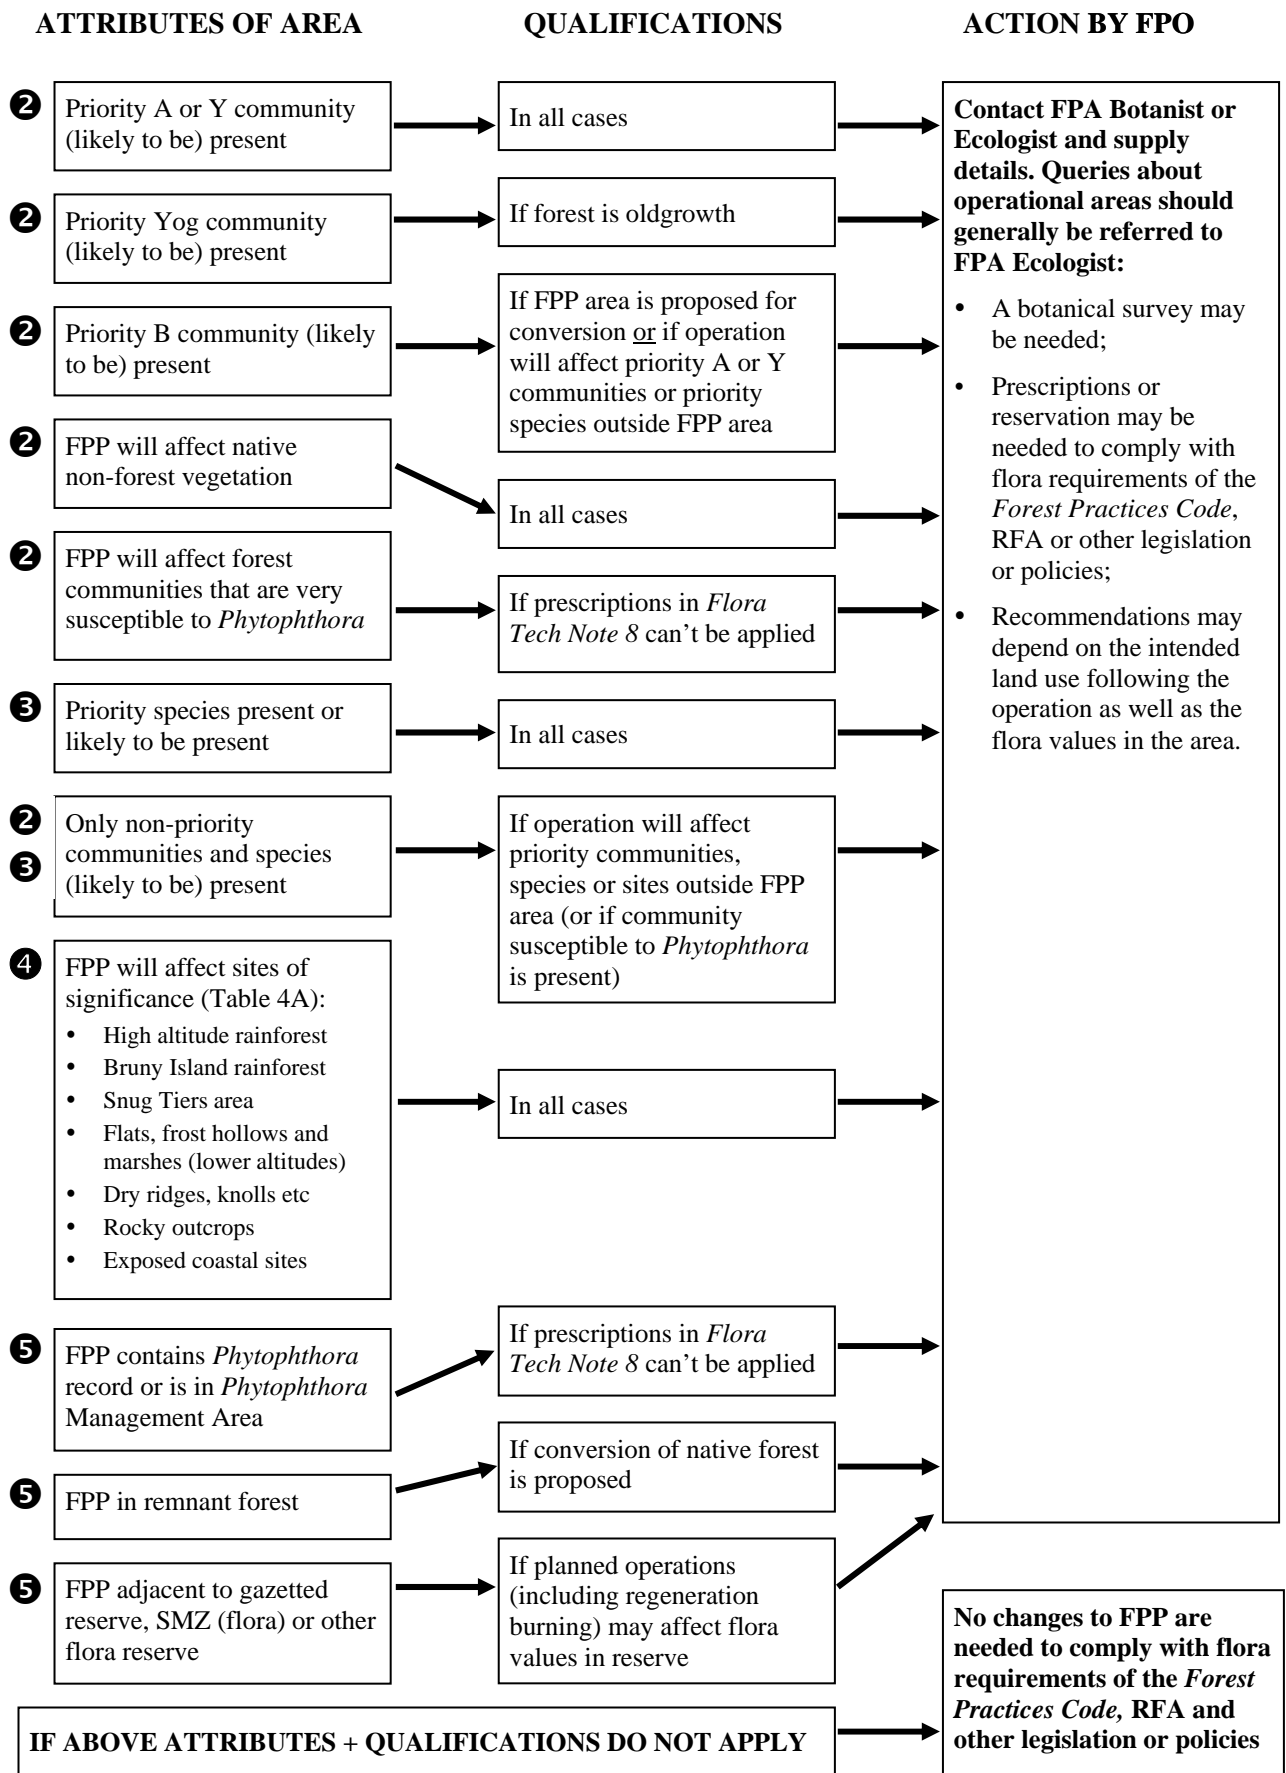 ATTRIBUTES OF AREA
QUALIFICATIONS
ACTION BY FPO
❷
Priority A or Y community
(likely to be) present
In all cases
❷
Priority Yog community
(likely to be) present
If forest is oldgrowth
❷
Priority B community (likely
to be) present
If FPP area is proposed for
conversion or if operation
will affect priority A or Y
communities or priority
species outside FPP area
❷
FPP will affect native
non-forest vegetation
In all cases
❷
FPP will affect forest
communities that are very
susceptible to Phytophthora
If prescriptions in Flora
Tech Note 8 can’t be applied
❸
Priority species present or
likely to be present
In all cases
❷
❸
Only non-priority
communities and species
(likely to be) present
If operation will affect
priority communities,
species or sites outside FPP
area (or if community
susceptible to Phytophthora
is present)
❹
FPP will affect sites of
significance (Table 4A):
• High altitude rainforest
• Bruny Island rainforest
• Snug Tiers area
• Flats, frost hollows and
marshes (lower altitudes)
• Dry ridges, knolls etc
• Rocky outcrops
• Exposed coastal sites
In all cases
❺
FPP contains Phytophthora
record or is in Phytophthora
Management Area
If prescriptions in Flora
Tech Note 8 can’t be applied
❺
FPP in remnant forest
If conversion of native forest
is proposed
❺
FPP adjacent to gazetted
reserve, SMZ (flora) or other
flora reserve
If planned operations
(including regeneration
burning) may affect flora
values in reserve
Contact FPA Botanist or
Ecologist and supply
details. Queries about
operational areas should
generally be referred to
FPA Ecologist:
• A botanical survey may
be needed;
• Prescriptions or
reservation may be
needed to comply with
flora requirements of the
Forest Practices Code,
RFA or other legislation
or policies;
• Recommendations may
depend on the intended
land use following the
operation as well as the
flora values in the area.
IF ABOVE ATTRIBUTES + QUALIFICATIONS DO NOT APPLY
No changes to FPP are
needed to comply with flora
requirements of the Forest
Practices Code, RFA and
other legislation or policies